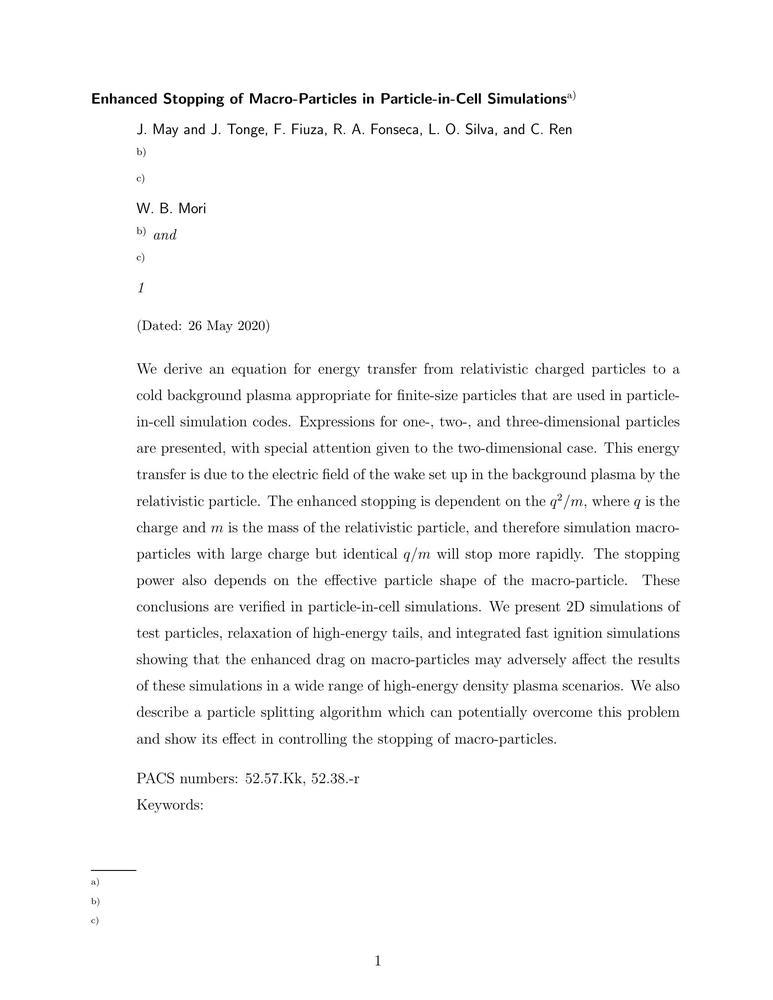 Enhanced Stopping of Macro-Particles in Particle-in-Cell Simulationsa)
J. May and J. Tonge, F. Fiuza, R. A. Fonseca, L. O. Silva, and C. Ren
b)
c)
W. B. Mori
b) and
c)
1
(Dated: 26 May 2020)
We derive an equation for energy transfer from relativistic charged particles to a
cold background plasma appropriate for finite-size particles that are used in particle-
in-cell simulation codes. Expressions for one-, two-, and three-dimensional particles
are presented, with special attention given to the two-dimensional case. This energy
transfer is due to the electric field of the wake set up in the background plasma by the
relativistic particle. The enhanced stopping is dependent on the q²/m, where q is the
charge and m is the mass of the relativistic particle, and therefore simulation macro-
particles with large charge but identical q/m will stop more rapidly. The stopping
power also depends on the effective particle shape of the macro-particle. These
conclusions are verified in particle-in-cell simulations. We present 2D simulations of
test particles, relaxation of high-energy tails, and integrated fast ignition simulations
showing that the enhanced drag on macro-particles may adversely affect the results
of these simulations in a wide range of high-energy density plasma scenarios. We also
describe a particle splitting algorithm which can potentially overcome this problem
and show its effect in controlling the stopping of macro-particles.
PACS numbers: 52.57.Kk, 52.38.-r
Keywords:
a)
b)
c)
1